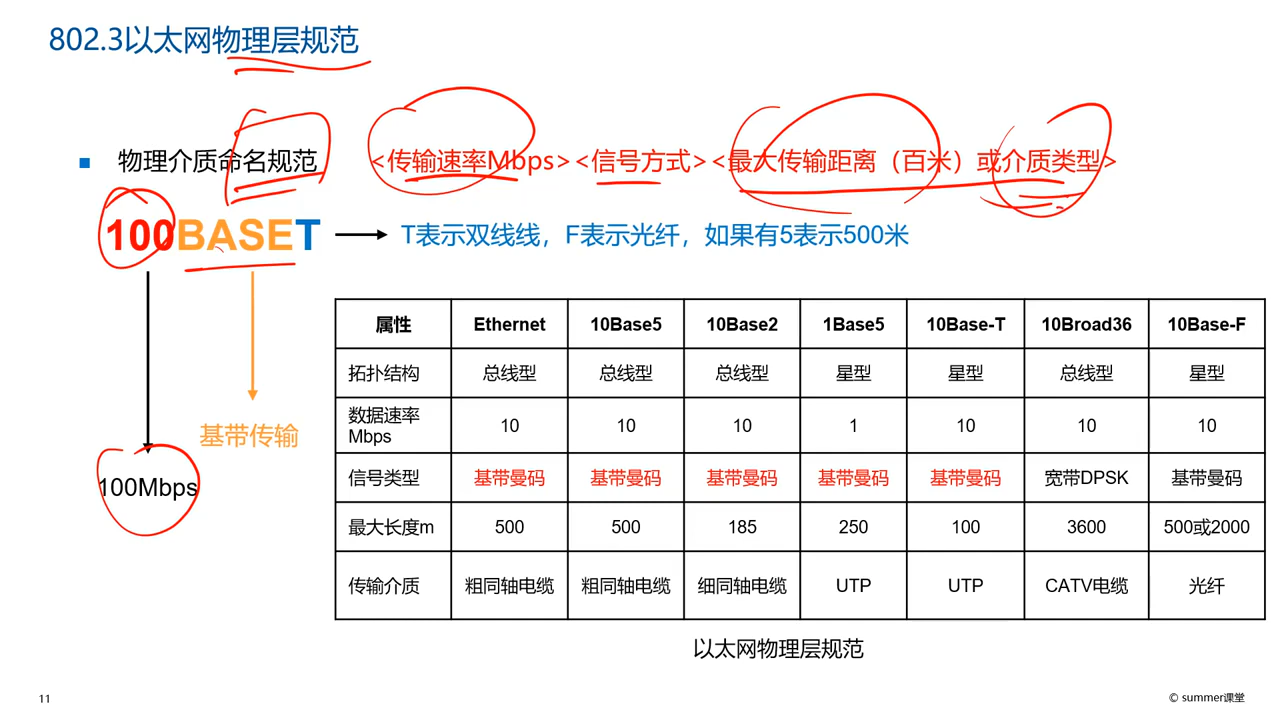 802.3以太网物理层规范
■ 物理介质命名规范 <传输速率Mbps><信号方式><最大传输距离（百米）或介质类型>
100BASET T表示双线线，F表示光纤，如果有5表示500米
属性 Ethernet 10Base5 10Base2 1Base5 10Base-T 10Broad36 10Base-F
拓扑结构 总线型 总线型 总线型 星型 星型 总线型 星型
数据速率
Mbps 10 10 10 1 10 10 10
基带传输
信号类型 基带曼码 基带曼码 基带曼码 基带曼码 基带曼码 宽带DPSK 基带曼码
100Mbps
最大长度m 500 500 185 250 100 3600 500或2000
传输介质 粗同轴电缆 粗同轴电缆 细同轴电缆 UTP UTP CATV电缆 光纤
以太网物理层规范
11
© summer课堂